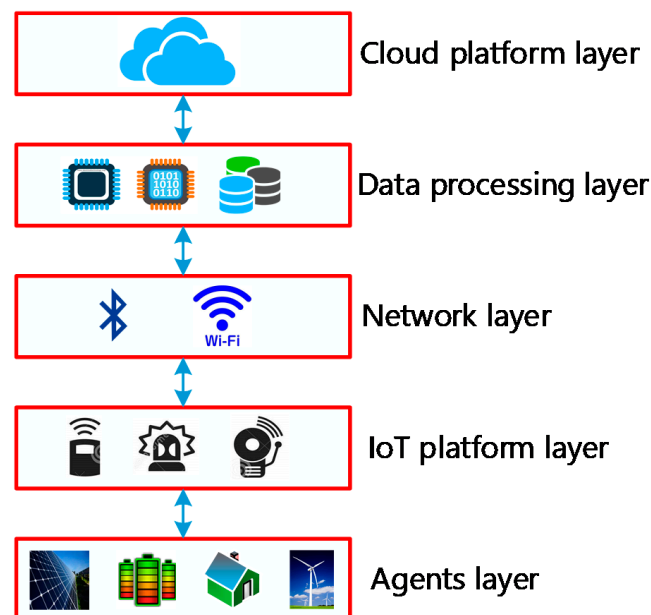 Cloud platform layer
0101
1010
0110
Data processing layer
Wi-Fi
Network layer
IoT platform layer
Agents layer